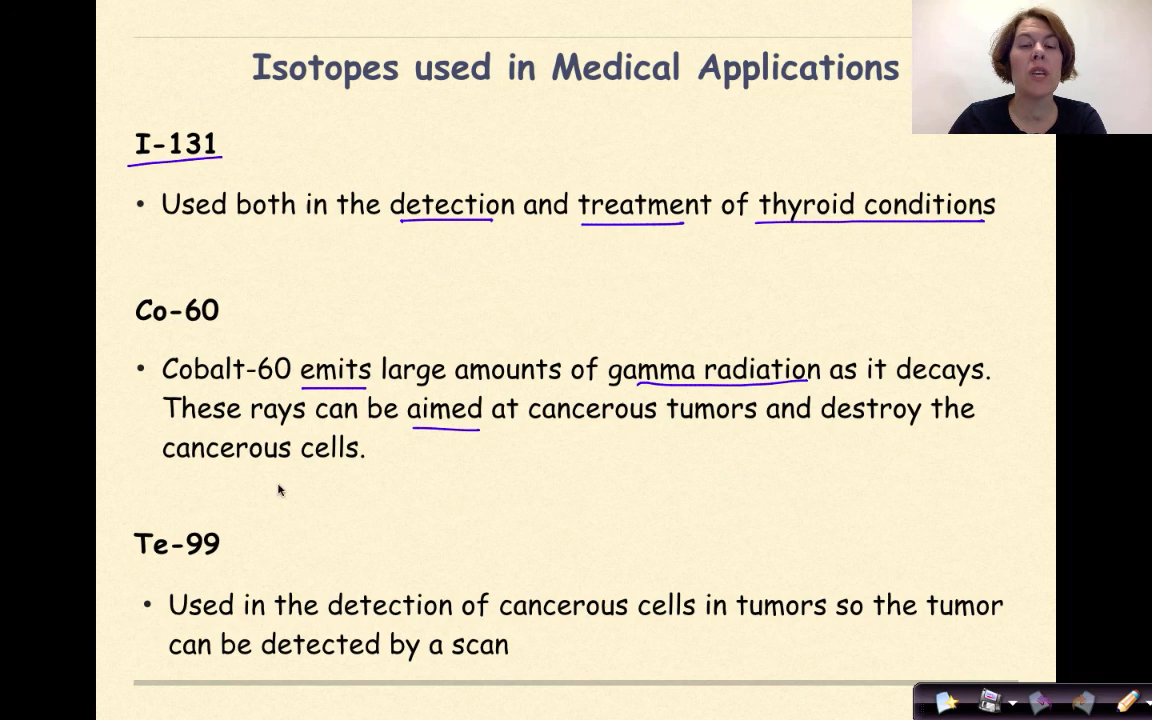 Isotopes used in Medical Applications
I-131
• Used both in the detection and treatment of thyroid conditions
Co-60
• Cobalt-60 emits large amounts of gamma radiation as it decays.
These rays can be aimed at cancerous tumors and destroy the
cancerous cells.
Te-99
• Used in the detection of cancerous cells in tumors so the tumor
can be detected by a scan